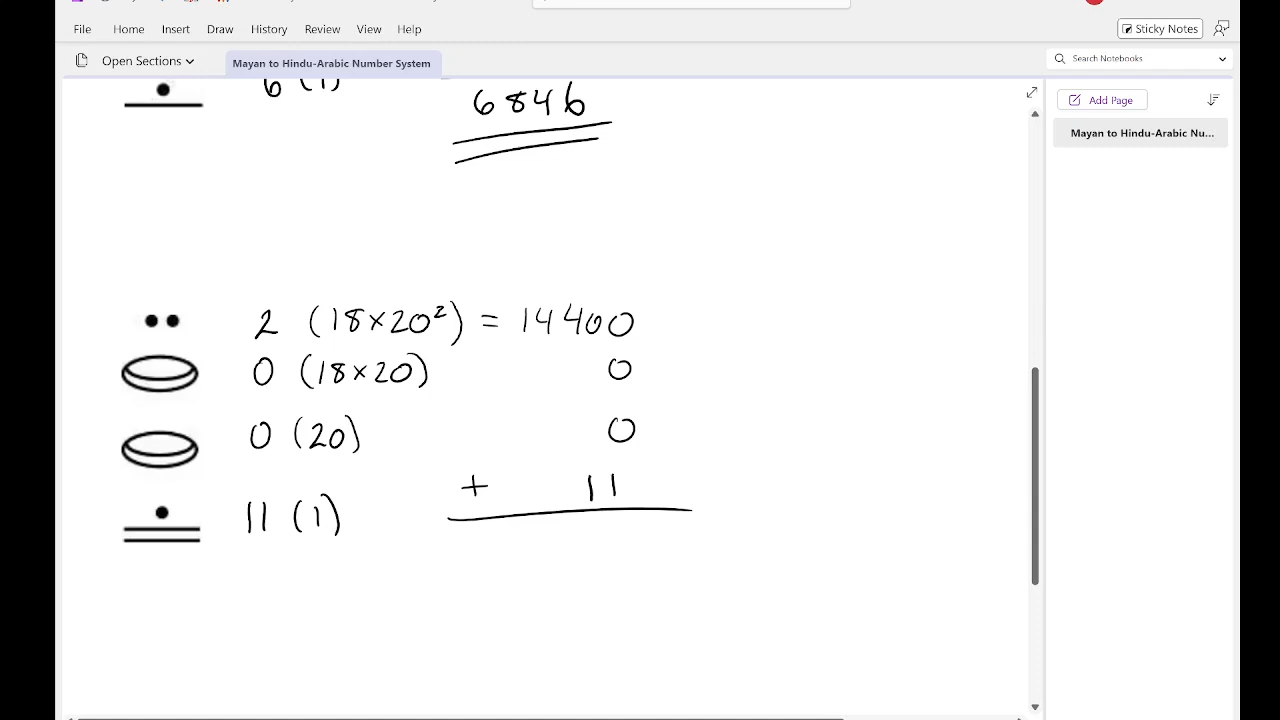 File Home Insert Draw History Review View Help
Sticky Notes
Open Sections
Mayan to Hindu-Arabic Number System
Search Notebooks
Add Page
Mayan to Hindu-Arabic Nu...
6 (1)
6846
2 (18×20²) = 14400
0 (18×20) 0
0 (20) 0
+ 11
11 (1)